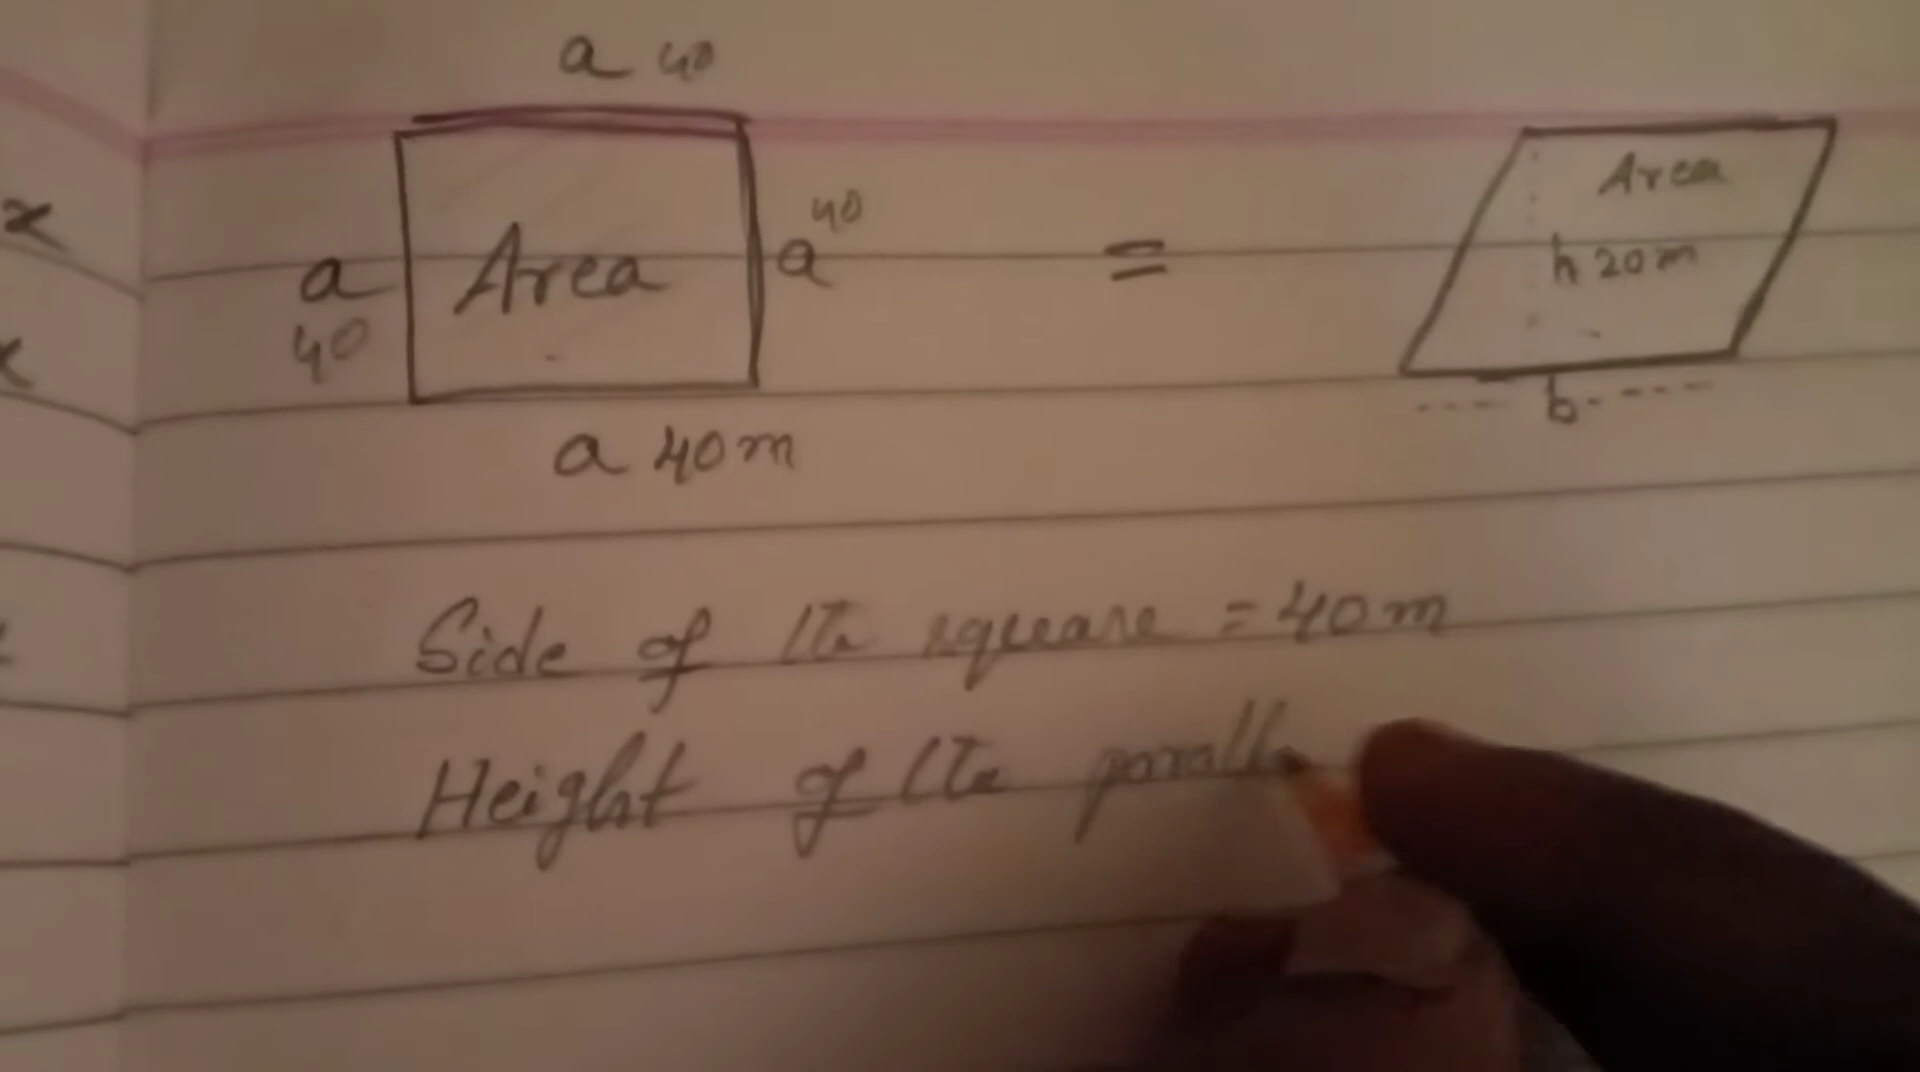 a 40
a 40
Area
a 40
a 40m
=
Area
h 20m
b
Side of the square = 40m
Height of the parall
x